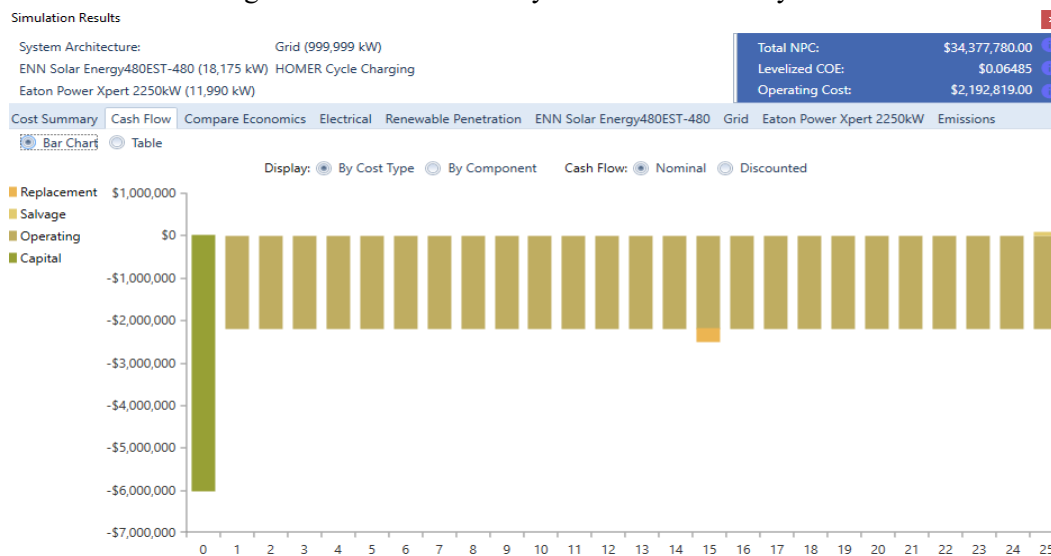 Simulation Results
System Architecture: Grid (999,999 kW)
ENN Solar Energy480EST-480 (18,175 kW) HOMER Cycle Charging
Eaton Power Xpert 2250kW (11,990 kW)
Total NPC: $34,377,780.00
Levelized COE: $0.06485
Operating Cost: $2,192,819.00
Cost Summary Cash Flow Compare Economics Electrical Renewable Penetration ENN Solar Energy480EST-480 Grid Eaton Power Xpert 2250kW Emissions
Bar Chart Table
Display: By Cost Type By Component Cash Flow: Nominal Discounted
Replacement
Salvage
Operating
Capital
$1,000,000
$0
-$1,000,000
-$2,000,000
-$3,000,000
-$4,000,000
-$5,000,000
-$6,000,000
-$7,000,000
0 1 2 3 4 5 6 7 8 9 10 11 12 13 14 15 16 17 18 19 20 21 22 23 24 25